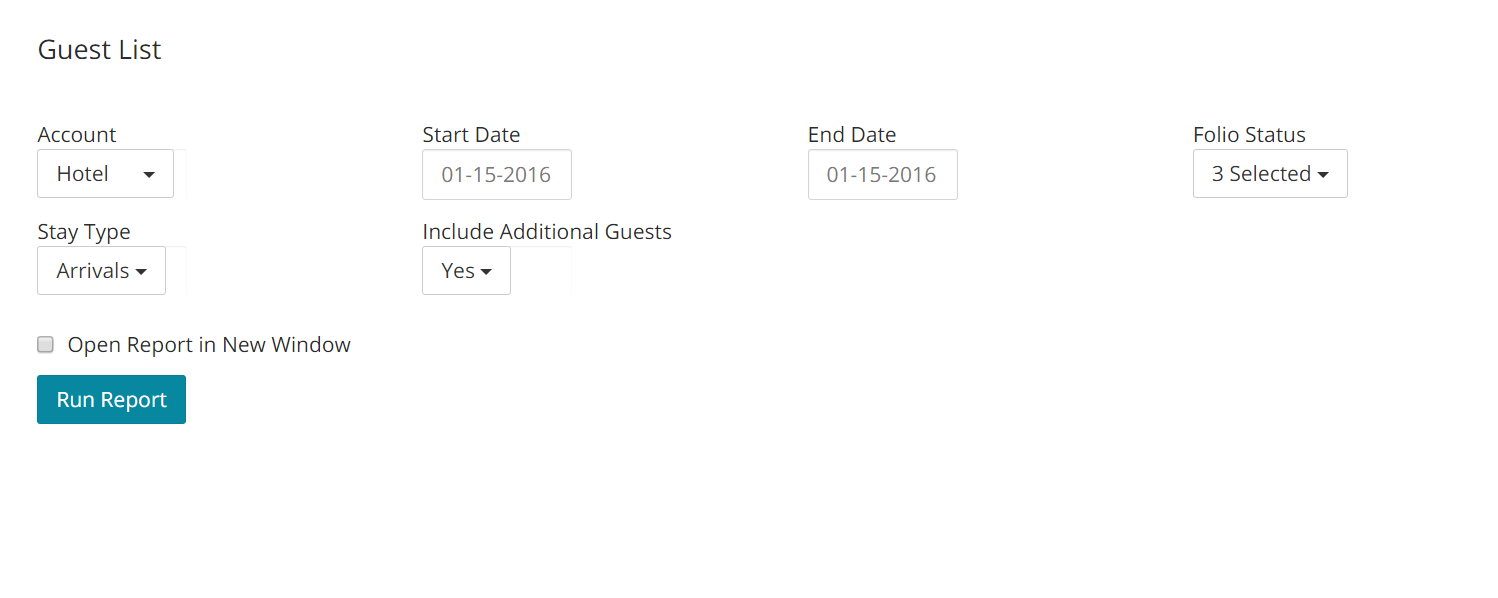 Guest List
Account Start Date End Date Folio Status
Hotel 01-15-2016 01-15-2016 3 Selected
Stay Type Include Additional Guests
Arrivals Yes
Open Report in New Window
Run Report